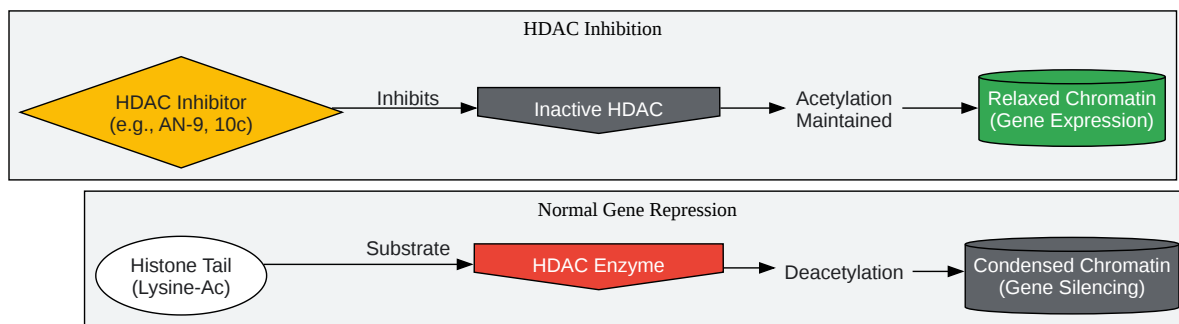 HDAC Inhibition
HDAC Inhibitor
(e.g., AN-9, 10c)
Inhibits
Inactive HDAC
Acetylation
Maintained
Relaxed Chromatin
(Gene Expression)
Normal Gene Repression
Histone Tail
(Lysine-Ac)
Substrate
HDAC Enzyme
Deacetylation
Condensed Chromatin
(Gene Silencing)